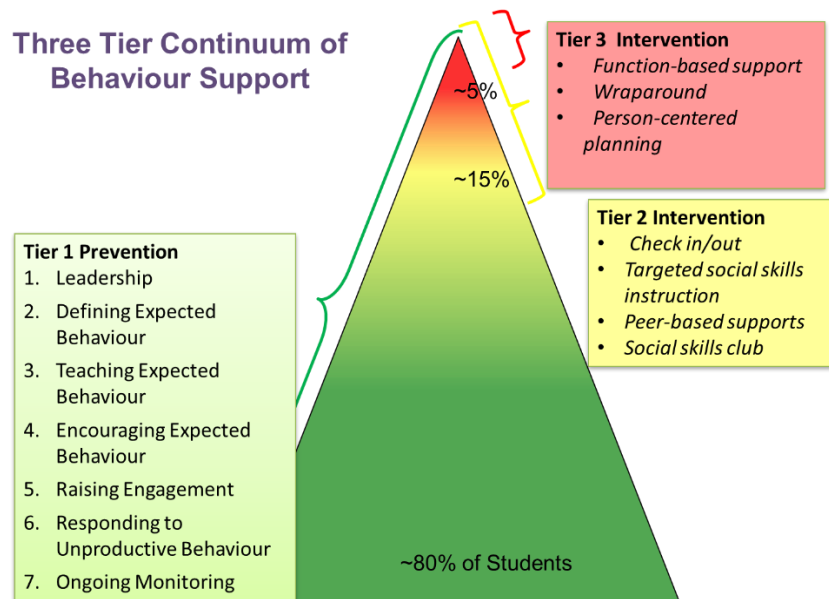 Three Tier Continuum of
Behaviour Support
~5%
~15%
~80% of Students
Tier 3  Intervention
• Function-based support
• Wraparound
• Person-centered
planning
Tier 2 Intervention
• Check in/out
• Targeted social skills
instruction
• Peer-based supports
• Social skills club
Tier 1 Prevention
1. Leadership
2. Defining Expected
Behaviour
3. Teaching Expected
Behaviour
4. Encouraging Expected
Behaviour
5. Raising Engagement
6. Responding to
Unproductive Behaviour
7. Ongoing Monitoring